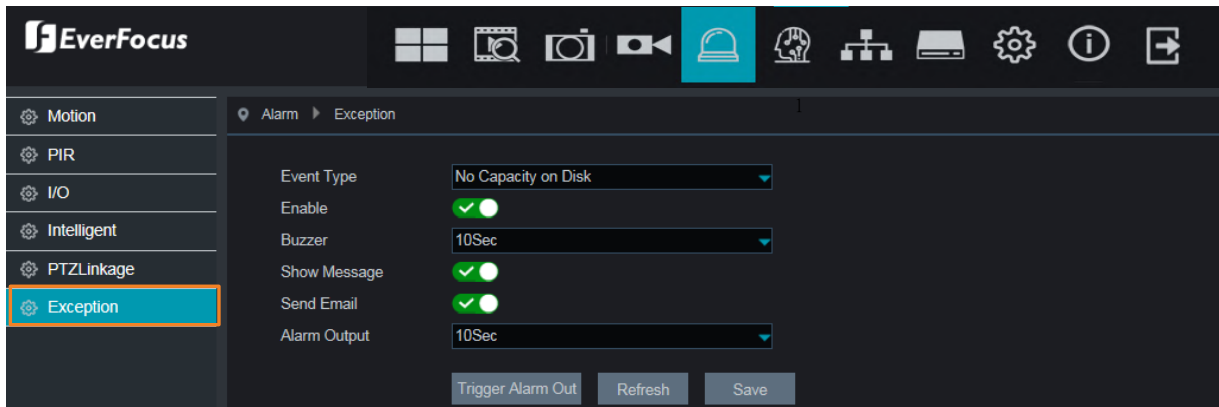 EverFocus
Motion
PIR
I/O
Intelligent
PTZLinkage
Exception
Alarm Exception
Event Type No Capacity on Disk
Enable
Buzzer 10Sec
Show Message
Send Email
Alarm Output 10Sec
Trigger Alarm Out Refresh Save